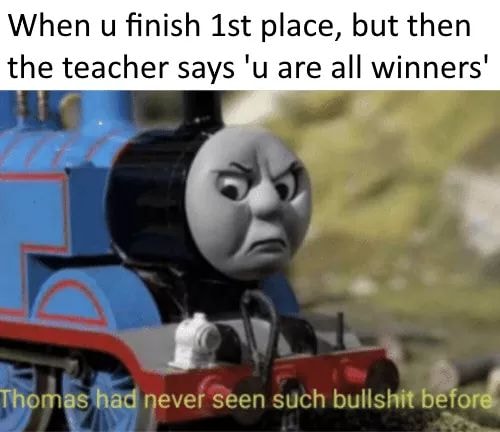 When u finish 1st place, but then
the teacher says 'u are all winners'
Thomas had never seen such bullshit before